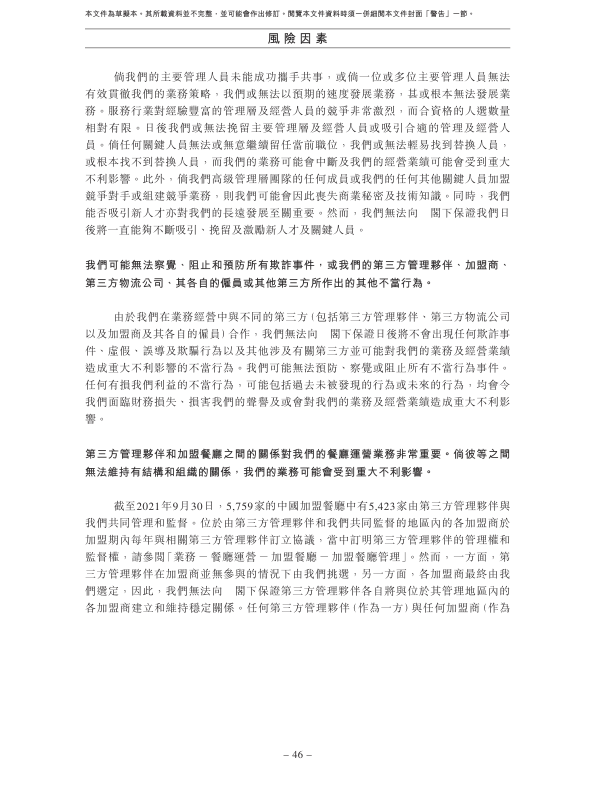 本文件為草擬本。其所載資料並不完整，並可能會作出修訂。閱覽本文件資料時須一併細閱本文件封面「警告」一節。
風險因素
倘我們的主要管理人員未能成功攜手共事，或倘一位或多位主要管理人員無法
有效貫徹我們的業務策略，我們或無法以預期的速度發展業務，甚或根本無法發展業
務。服務行業對經驗豐富的管理層及經營人員的競爭非常激烈，而合資格的人選數量
相對有限。日後我們或無法挽留主要管理層及經營人員或吸引合適的管理及經營人
員。倘任何關鍵人員無法或無意繼續留任當前職位，我們或無法輕易找到替換人員，
或根本找不到替換人員，而我們的業務可能會中斷及我們的經營業績可能會受到重大
不利影響。此外，倘我們高級管理層團隊的任何成員或我們的任何其他關鍵人員加盟
競爭對手或組建競爭業務，則我們可能會因此喪失商業秘密及技術知識。同時，我們
能否吸引新人才亦對我們的長遠發展至關重要。然而，我們無法向　閣下保證我們日
後將一直能夠不斷吸引、挽留及激勵新人才及關鍵人員。
我們可能無法察覺、阻止和預防所有欺詐事件，或我們的第三方管理夥伴、加盟商、
第三方物流公司、其各自的僱員或其他第三方所作出的其他不當行為。
由於我們在業務經營中與不同的第三方（包括第三方管理夥伴、第三方物流公司
以及加盟商及其各自的僱員）合作，我們無法向　閣下保證日後將不會出現任何欺詐事
件、虛假、誤導及欺騙行為以及其他涉及有關第三方並可能對我們的業務及經營業績
造成重大不利影響的不當行為。我們可能無法預防、察覺或阻止所有不當行為事件。
任何有損我們利益的不當行為，可能包括過去未被發現的行為或未來的行為，均會令
我們面臨財務損失、損害我們的聲譽及或會對我們的業務及經營業績造成重大不利影
響。
第三方管理夥伴和加盟餐廳之間的關係對我們的餐廳運營業務非常重要。倘彼等之間
無法維持有結構和組織的關係，我們的業務可能會受到重大不利影響。
截至2021年9月30日，5,759家的中國加盟餐廳中有5,423家由第三方管理夥伴與
我們共同管理和監督。位於由第三方管理夥伴和我們共同監督的地區內的各加盟商於
加盟期內每年與相關第三方管理夥伴訂立協議，當中訂明第三方管理夥伴的管理權和
監督權，請參閱「業務－餐廳運營－加盟餐廳－加盟餐廳管理」。然而，一方面，第
三方管理夥伴在加盟商並無參與的情況下由我們挑選，另一方面，各加盟商最終由我
們選定，因此，我們無法向　閣下保證第三方管理夥伴各自將與位於其管理地區內的
各加盟商建立和維持穩定關係。任何第三方管理夥伴（作為一方）與任何加盟商（作為
– 46 –